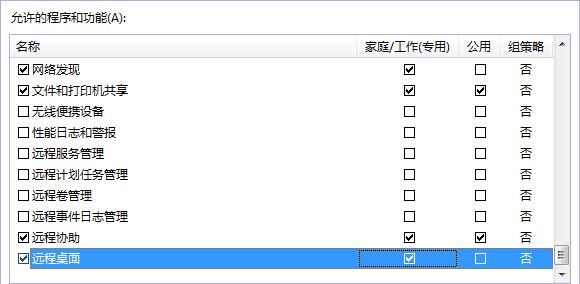 允许的程序和功能(A):
名称 家庭/工作(专用) 公用 组策略
网络发现 否
文件和打印机共享 否
无线便携设备 否
性能日志和警报 否
远程服务管理 否
远程计划任务管理 否
远程卷管理 否
远程事件日志管理 否
远程协助 否
远程桌面 否